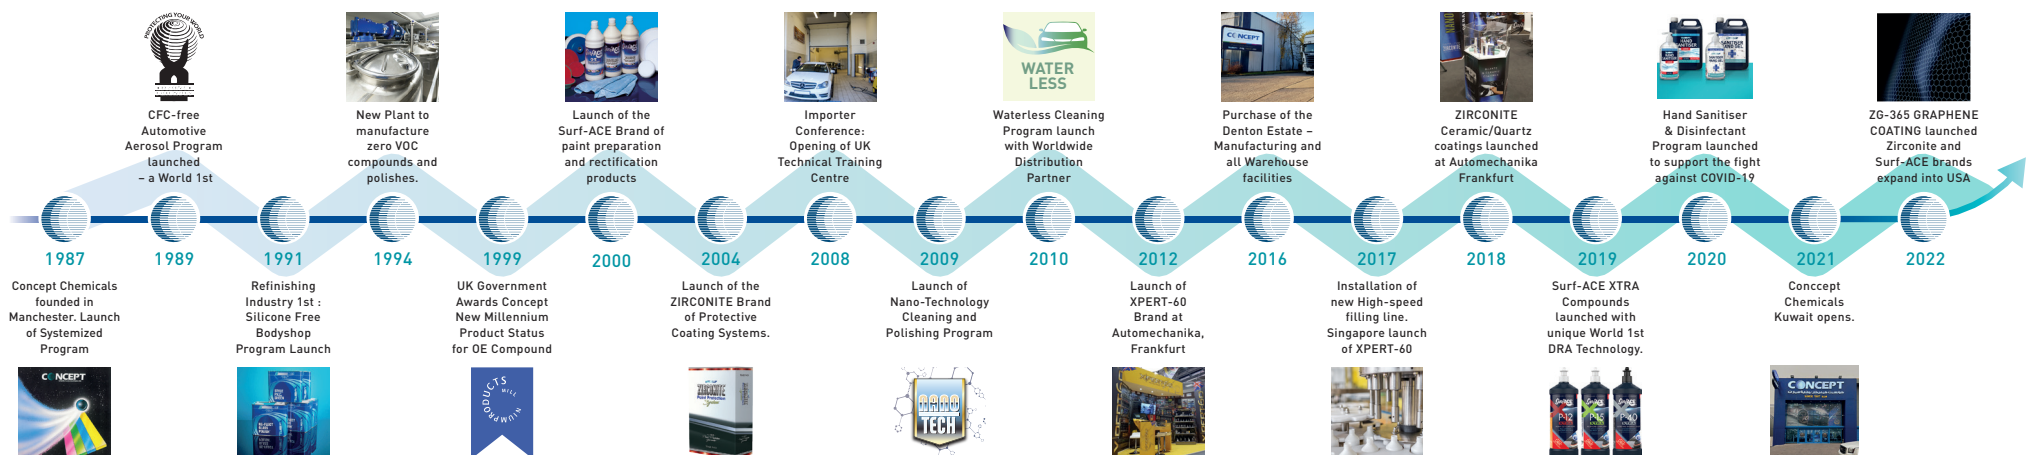 PROTECTING YOUR WORLD
CFC-free
Automotive
Aerosol Program
launched
– a World 1st
New Plant to
manufacture
zero VOC
compounds and
polishes.
Launch of the
Surf-ACE Brand of
paint preparation
and rectification
products
Importer
Conference:
Opening of UK
Technical Training
Centre
WATER
LESS
Waterless Cleaning
Program launch
with Worldwide
Distribution
Partner
CONCEPT
Purchase of the
Denton Estate –
Manufacturing and
all Warehouse
facilities
ZIRCONITE
Ceramic/Quartz
coatings launched
at Automechanika
Frankfurt
HAND
SANITISER
Hand Sanitiser
& Disinfectant
Program launched
to support the fight
against COVID-19
ZG-365 GRAPHENE
COATING launched
Zirconite and
Surf-ACE brands
expand into USA
1987
1989
1991
1994
1999
2000
2004
2008
2009
2010
2012
2016
2017
2018
2019
2020
2021
2022
Concept Chemicals
founded in
Manchester. Launch
of Systemized
Program
CONCEPT
Refinishing
Industry 1st :
Silicone Free
Bodyshop
Program Launch
UK Government
Awards Concept
New Millennium
Product Status
for OE Compound
MILLENNIUM PRODUCTS
Launch of the
ZIRCONITE Brand
of Protective
Coating Systems.
ZIRCONITE
Launch of
Nano-Technology
Cleaning and
Polishing Program
NANO
TECH
Launch of
XPERT-60
Brand at
Automechanika,
Frankfurt
Installation of
new High-speed
filling line.
Singapore launch
of XPERT-60
Surf-ACE XTRA
Compounds
launched with
unique World 1st
DRA Technology.
P-12
P-15
P-40
Conccept
Chemicals
Kuwait opens.
CONCEPT